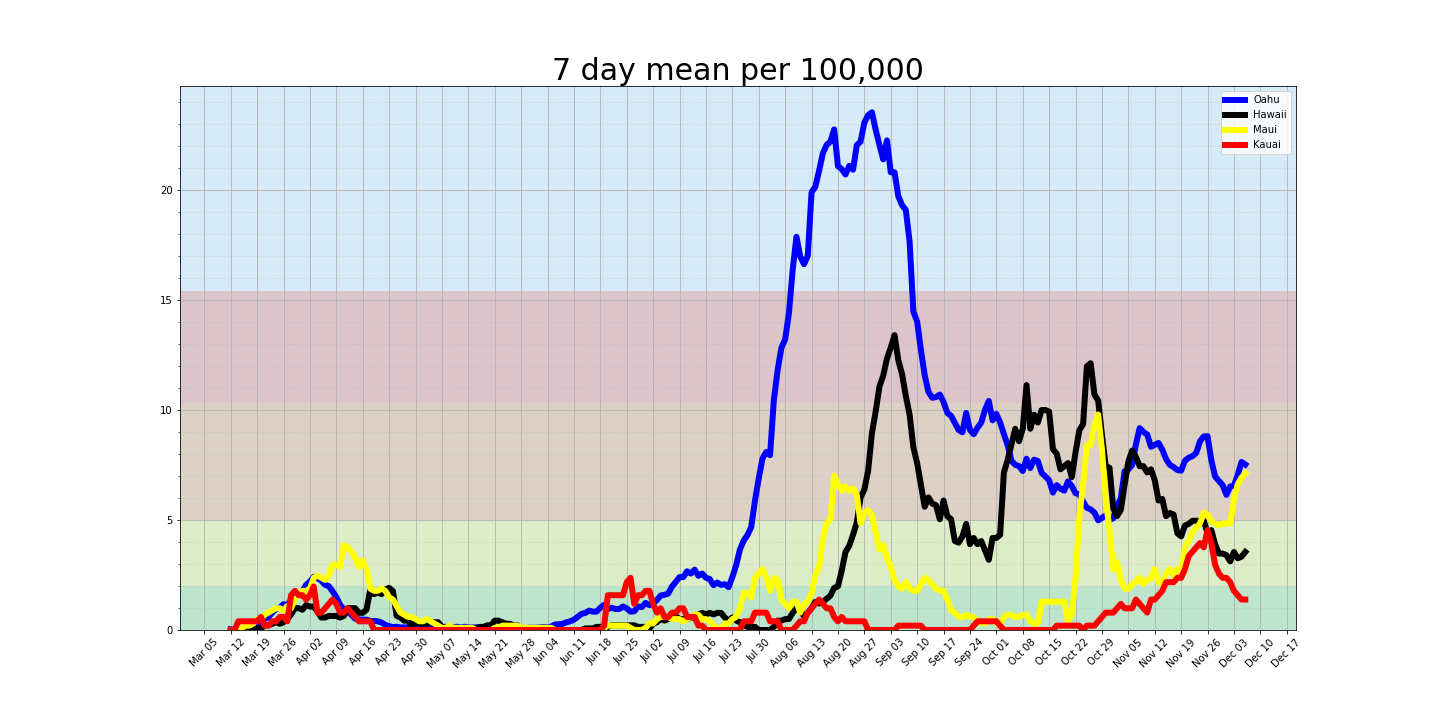 7 day mean per 100,000
Oahu
Hawaii
Maui
Kauai
20
15
10
5
0
Mar 05 Mar 12 Mar 19 Mar 26 Apr 02 Apr 09 Apr 16 Apr 23 Apr 30 May 07 May 14 May 21 May 28 Jun 04 Jun 11 Jun 18 Jun 25 Jul 02 Jul 09 Jul 16 Jul 23 Jul 30 Aug 06 Aug 13 Aug 20 Aug 27 Sep 03 Sep 10 Sep 17 Sep 24 Oct 01 Oct 08 Oct 15 Oct 22 Oct 29 Nov 05 Nov 12 Nov 19 Nov 26 Dec 03 Dec 10 Dec 17